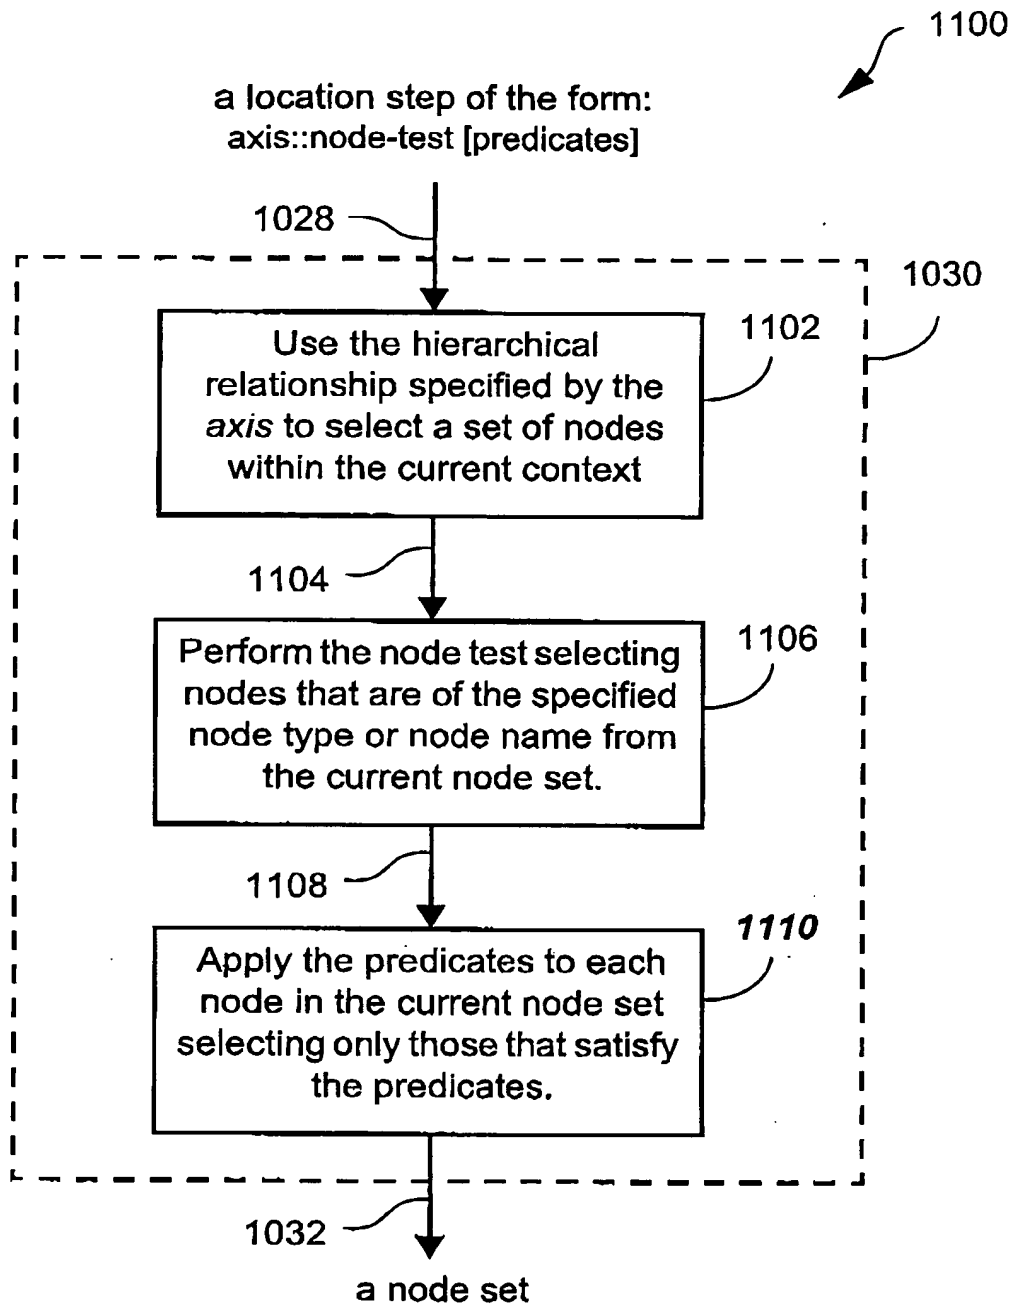 1100
a location step of the form:
axis::node-test [predicates]
1028
1030
1102
Use the hierarchical
relationship specified by the
axis to select a set of nodes
within the current context
1104
1106
Perform the node test selecting
nodes that are of the specified
node type or node name from
the current node set.
1108
1110
Apply the predicates to each
node in the current node set
selecting only those that satisfy
the predicates.
1032
a node set